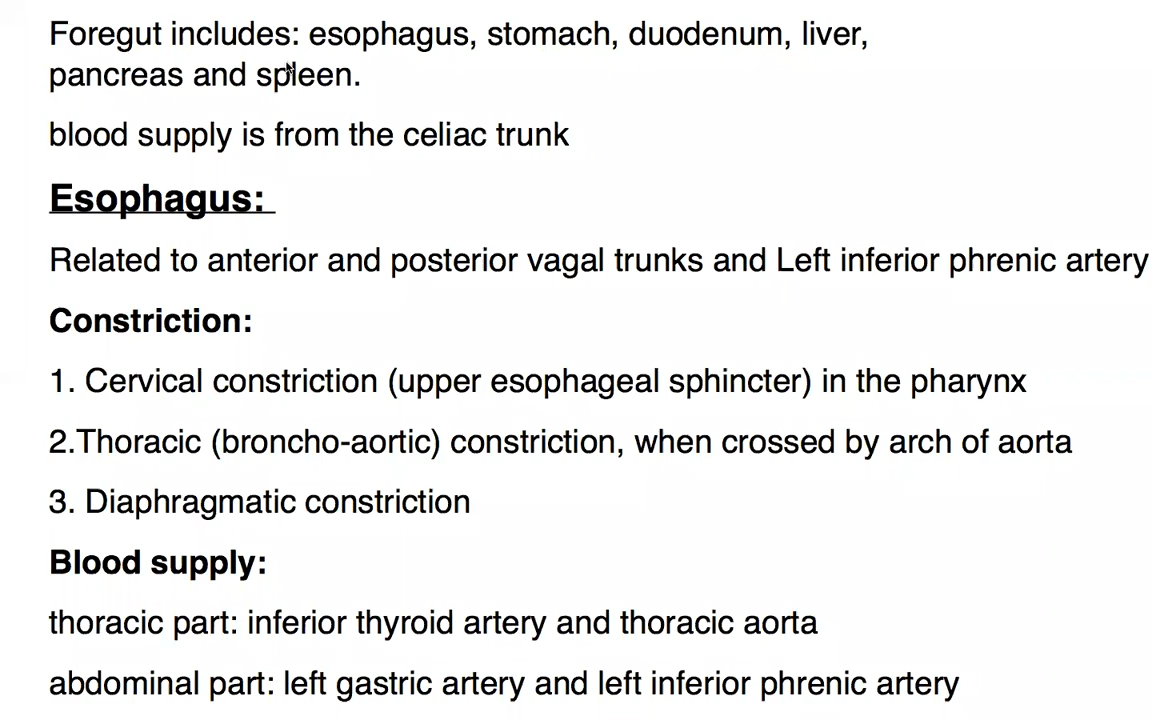 Foregut includes: esophagus, stomach, duodenum, liver,
pancreas and spleen.
blood supply is from the celiac trunk
Esophagus:
Related to anterior and posterior vagal trunks and Left inferior phrenic artery
Constriction:
1. Cervical constriction (upper esophageal sphincter) in the pharynx
2.Thoracic (broncho-aortic) constriction, when crossed by arch of aorta
3. Diaphragmatic constriction
Blood supply:
thoracic part: inferior thyroid artery and thoracic aorta
abdominal part: left gastric artery and left inferior phrenic artery